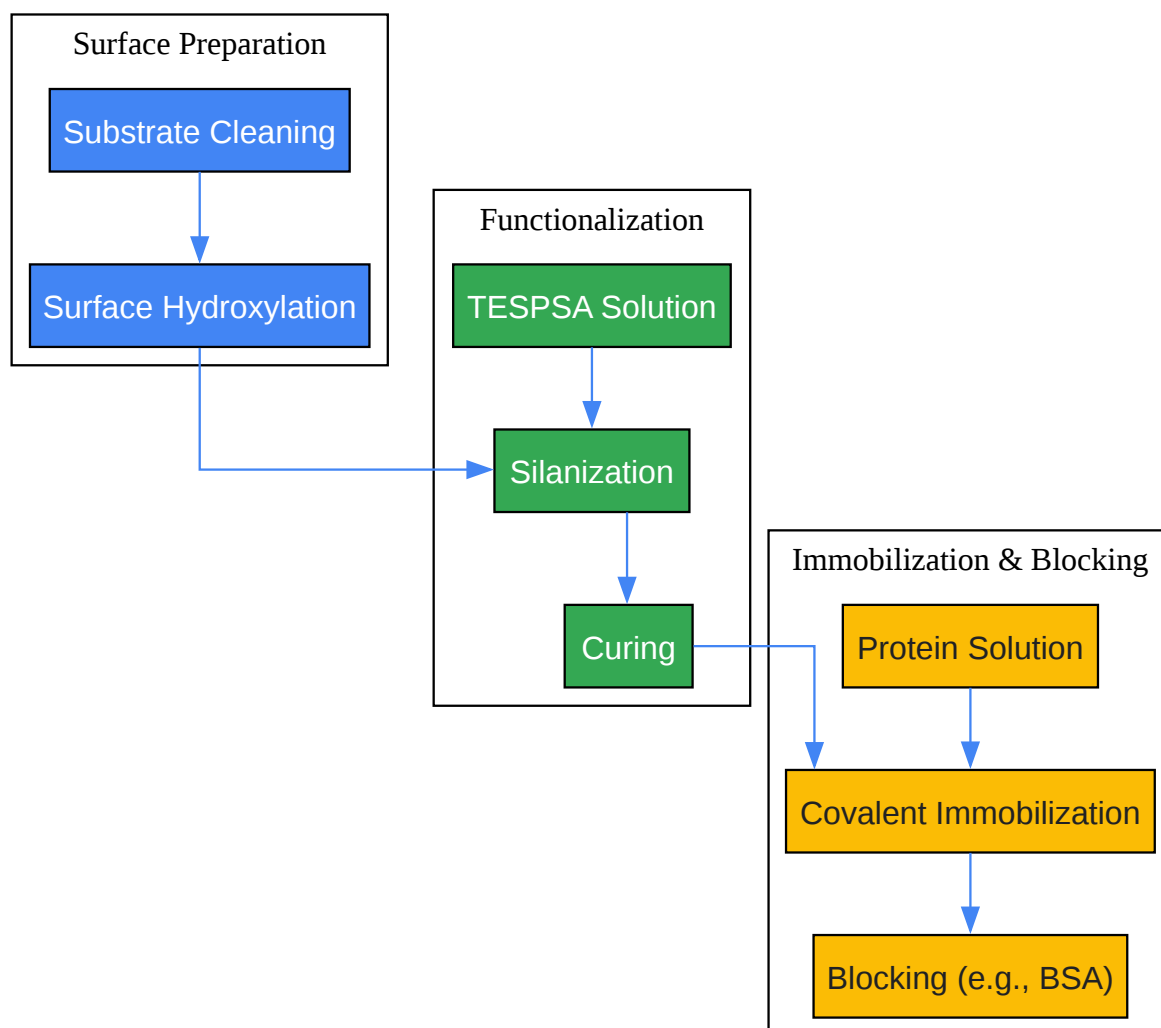 Surface Preparation
Substrate Cleaning
Surface Hydroxylation
Functionalization
TESPSA Solution
Silanization
Curing
Immobilization & Blocking
Protein Solution
Covalent Immobilization
Blocking (e.g., BSA)